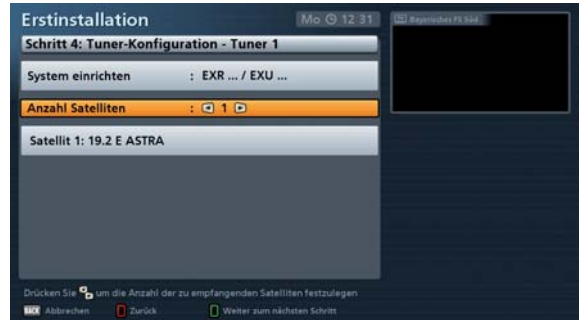 Erstinstallation
Mo 12 31
Bayerisches FS Süd
Schritt 4: Tuner-Konfiguration - Tuner 1
System einrichten : EXR ... / EXU ...
Anzahl Satelliten : 1
Satellit 1: 19.2 E ASTRA
Drücken Sie um die Anzahl der zu empfangenden Satelliten festzulegen
BACK Abbrechen Zurück Weiter zum nächsten Schritt